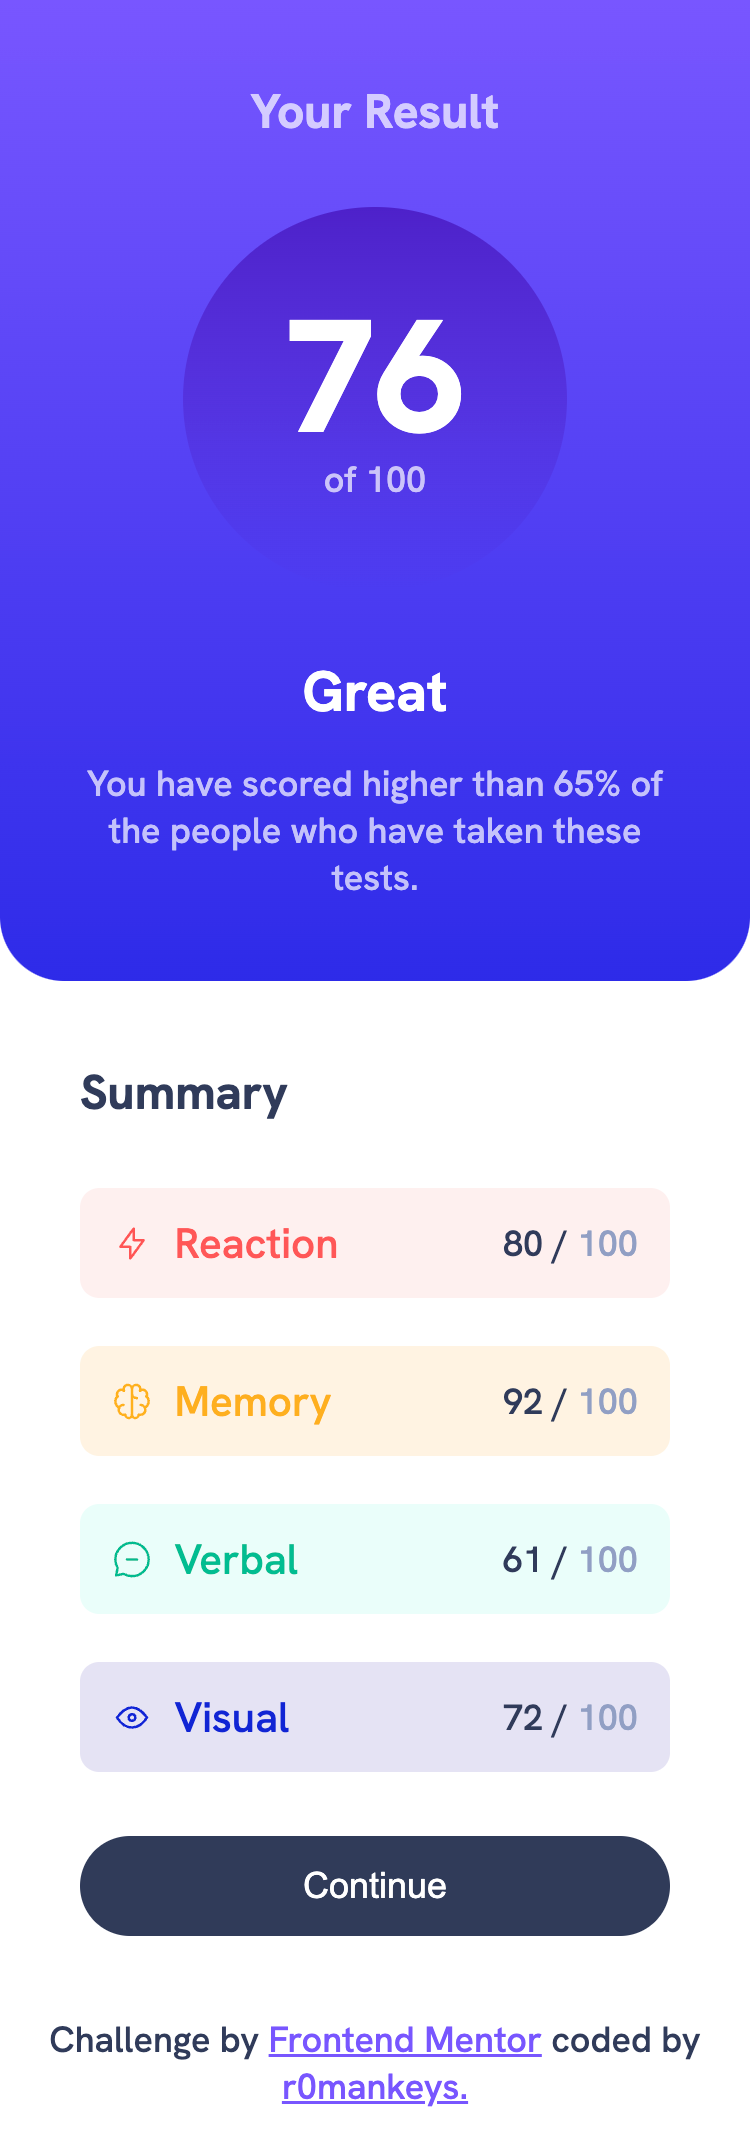 Your Result
76
of 100
Great
You have scored higher than 65% of
the people who have taken these
tests.
Summary
Reaction 80 / 100
Memory 92 / 100
Verbal 61 / 100
Visual 72 / 100
Continue
Challenge by Frontend Mentor coded by
r0mankeys.